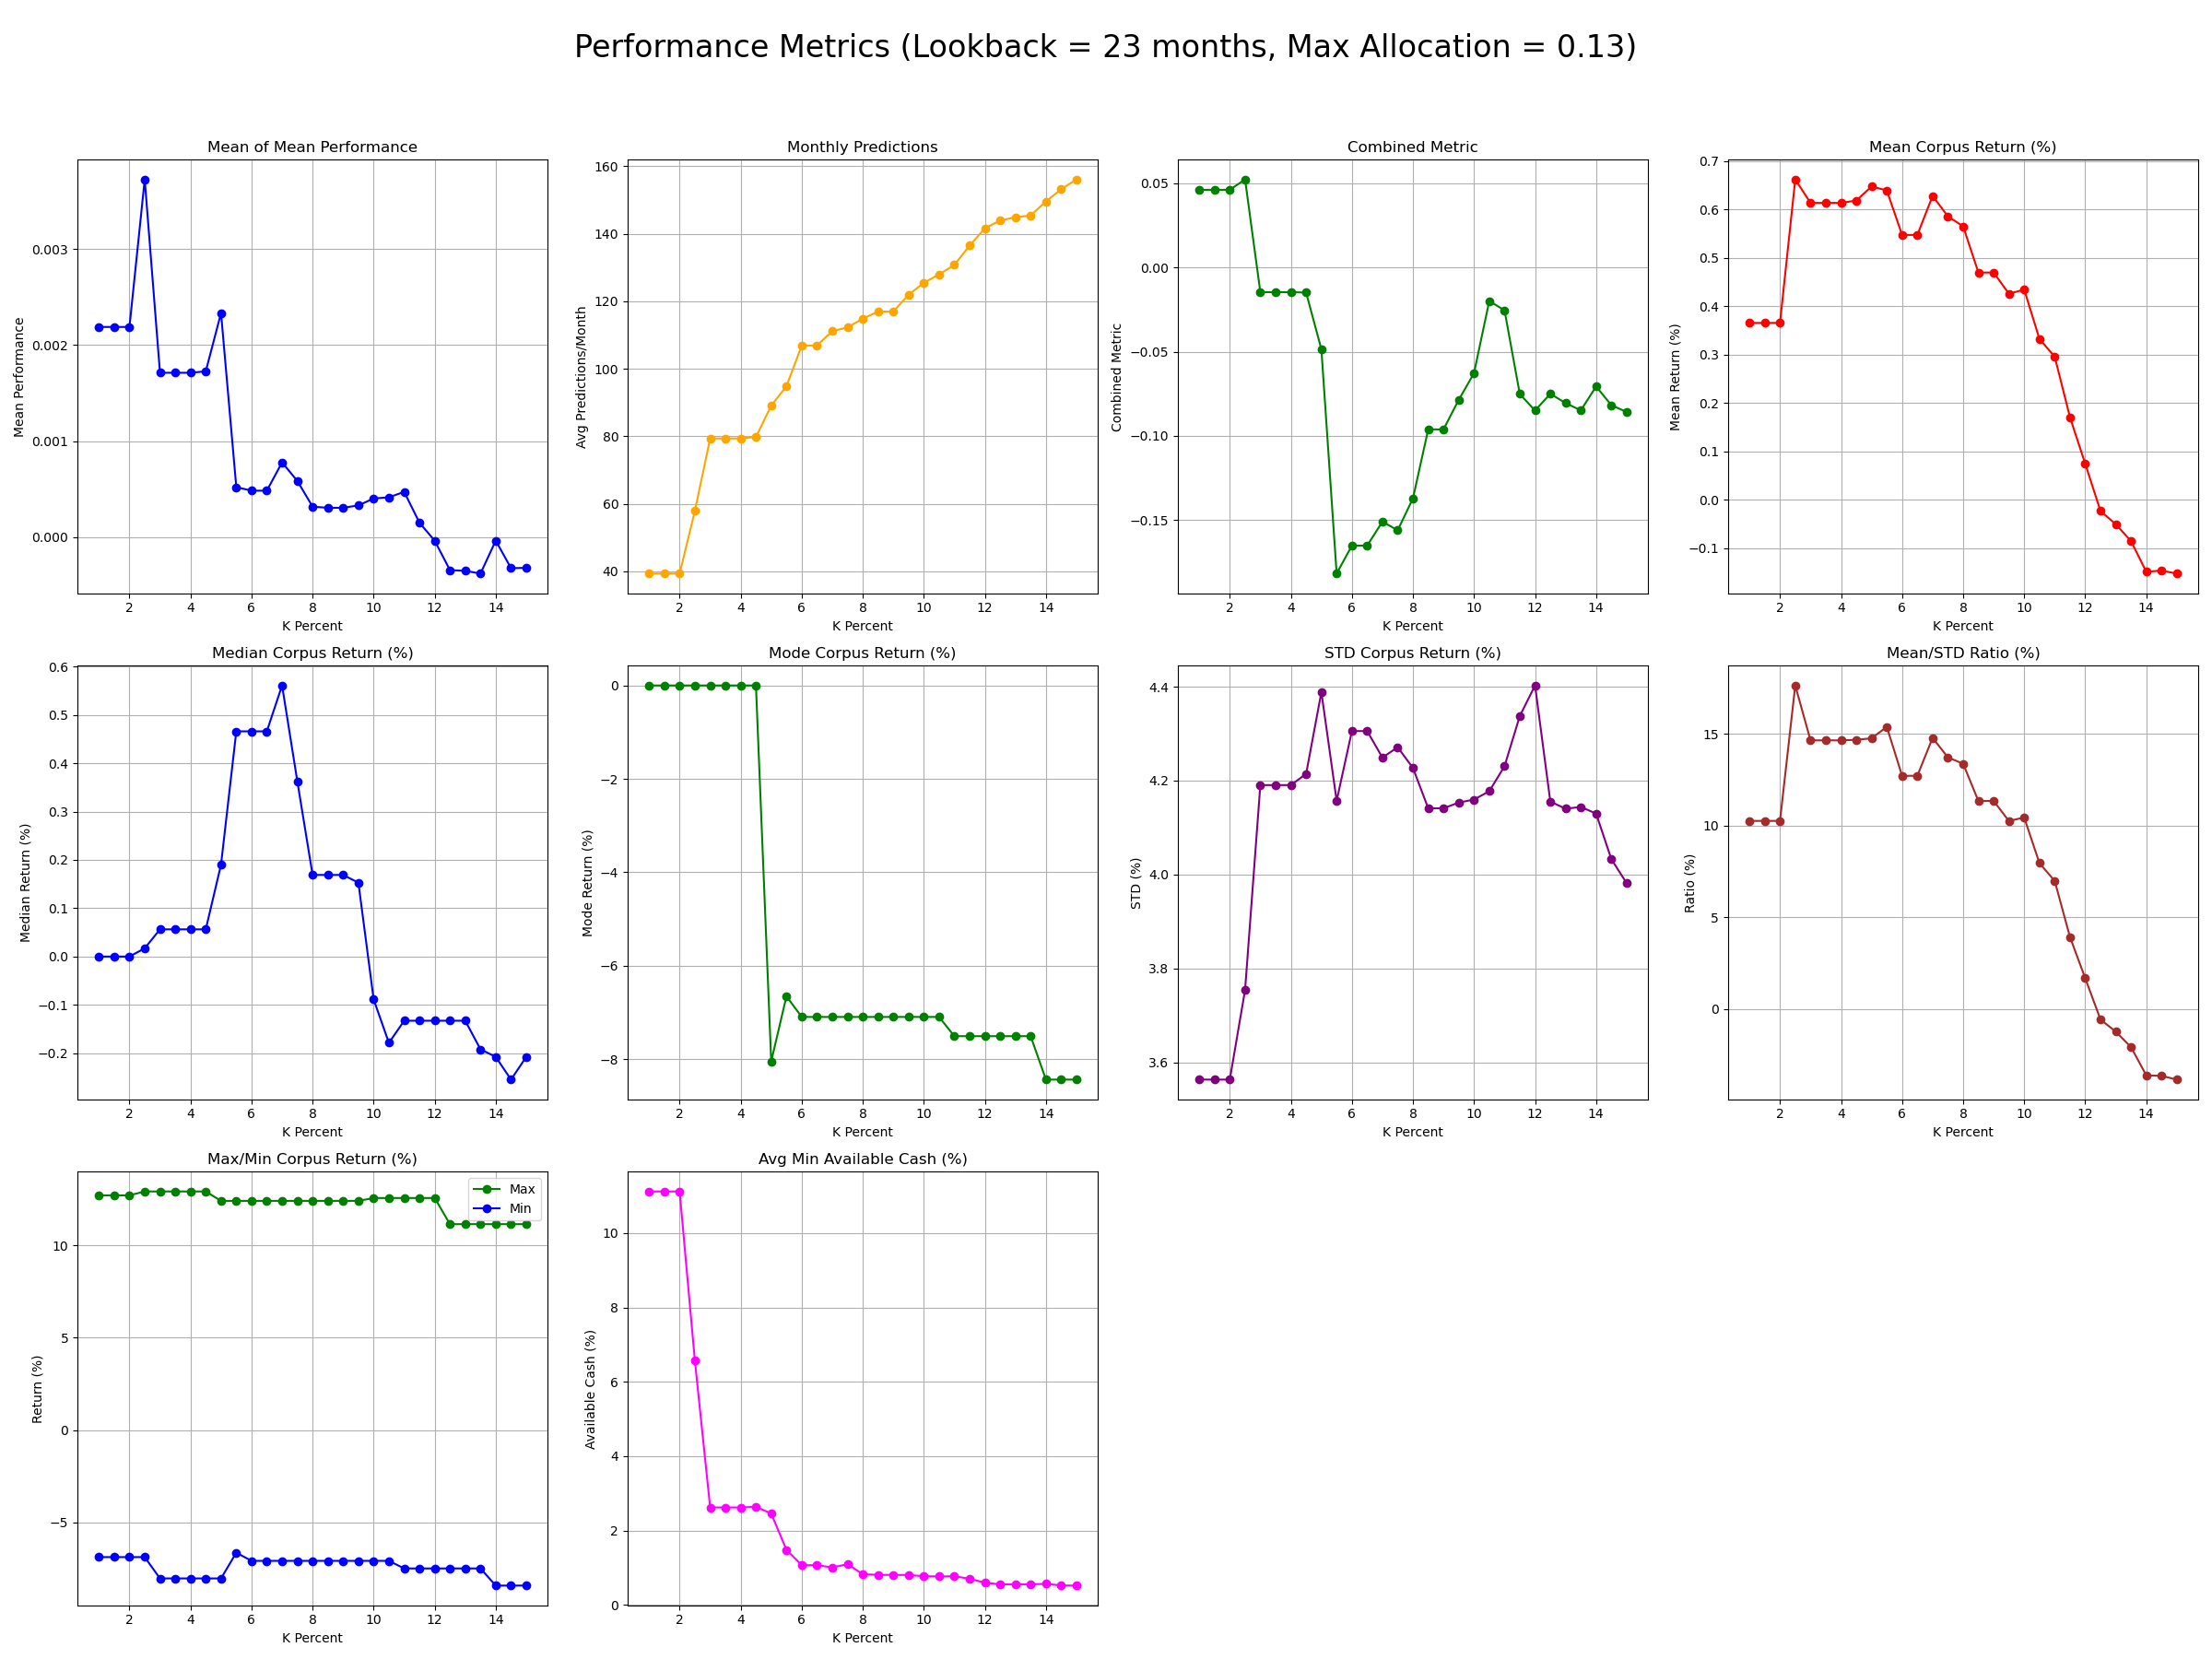 Performance Metrics (Lookback = 23 months, Max Allocation = 0.13)
Mean of Mean Performance
Mean Performance
0.003
0.002
0.001
0.000
2 4 6 8 10 12 14
K Percent
Monthly Predictions
Avg Predictions/Month
160
140
120
100
80
60
40
2 4 6 8 10 12 14
K Percent
Combined Metric
Combined Metric
0.05
0.00
−0.05
−0.10
−0.15
2 4 6 8 10 12 14
K Percent
Mean Corpus Return (%)
Mean Return (%)
0.7
0.6
0.5
0.4
0.3
0.2
0.1
0.0
−0.1
2 4 6 8 10 12 14
K Percent
Median Corpus Return (%)
Median Return (%)
0.6
0.5
0.4
0.3
0.2
0.1
0.0
−0.1
−0.2
2 4 6 8 10 12 14
K Percent
Mode Corpus Return (%)
Mode Return (%)
0
−2
−4
−6
−8
2 4 6 8 10 12 14
K Percent
STD Corpus Return (%)
STD (%)
4.4
4.2
4.0
3.8
3.6
2 4 6 8 10 12 14
K Percent
Mean/STD Ratio (%)
Ratio (%)
15
10
5
0
2 4 6 8 10 12 14
K Percent
Max/Min Corpus Return (%)
Return (%)
10
5
0
−5
Max
Min
2 4 6 8 10 12 14
K Percent
Avg Min Available Cash (%)
Available Cash (%)
10
8
6
4
2
0
2 4 6 8 10 12 14
K Percent